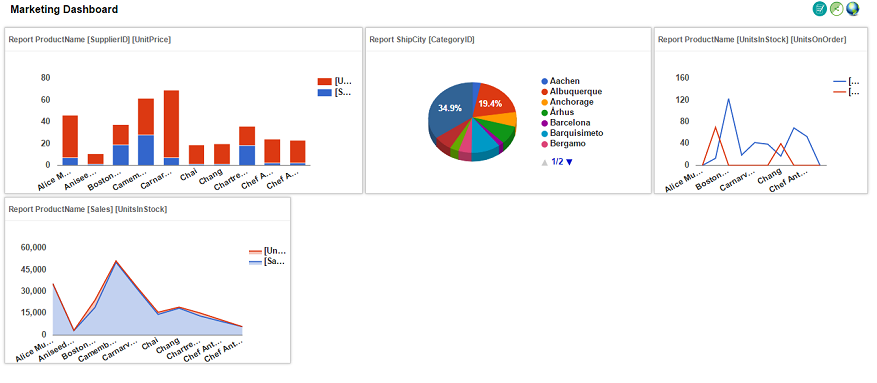 Marketing Dashboard
Report ProductName [SupplierID] [UnitPrice]
80
60
40
20
0
[U...
[S...
Alice M...
Anisee...
Boston...
Camem...
Carnar...
Chai
Chang
Chartre...
Chef A...
Chef A...
Report ShipCity [CategoryID]
34.9%
19.4%
Aachen
Albuquerque
Anchorage
Århus
Barcelona
Barquisimeto
Bergamo
1/2
Report ProductName [UnitsInStock] [UnitsOnOrder]
160
120
80
40
0
[...
[...
Alice Mu...
Boston...
Carnarv...
Chang
Chef Ant...
Report ProductName [Sales] [UnitsInStock]
60,000
45,000
30,000
15,000
0
[Un...
[Sa...
Alice Mu...
Aniseed...
Boston...
Camemb...
Carnarv...
Chai
Chang
Chartre...
Chef Ant...
Chef Ant...